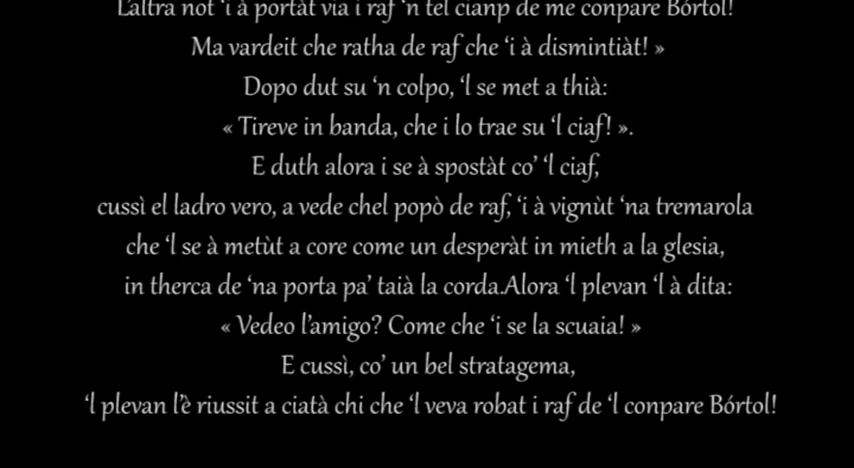 L'altra not 'i à portàt via i raf 'n tel cianp de me conpare Bórtol!
Ma vardeit che ratha de raf che 'i à dismintiàt! »
Dopo dut su 'n colpo, 'l se met a thià:
« Tireve in banda, che i lo trae su 'l ciaf! ».
E duth alora i se à spostàt co' 'l ciaf,
cussì el ladro vero, a vede chel popò de raf, 'i à vignùt 'na tremarola
che 'l se à metùt a core come un desperàt in mieth a la glesia,
in therca de 'na porta pa' taià la corda.Alora 'l plevan 'l à dita:
« Vedeo l'amigo? Come che 'i se la scuaia! »
E cussì, co' un bel stratagema,
'l plevan l'è riussit a ciatà chi che 'l veva robat i raf de 'l conpare Bórtol!